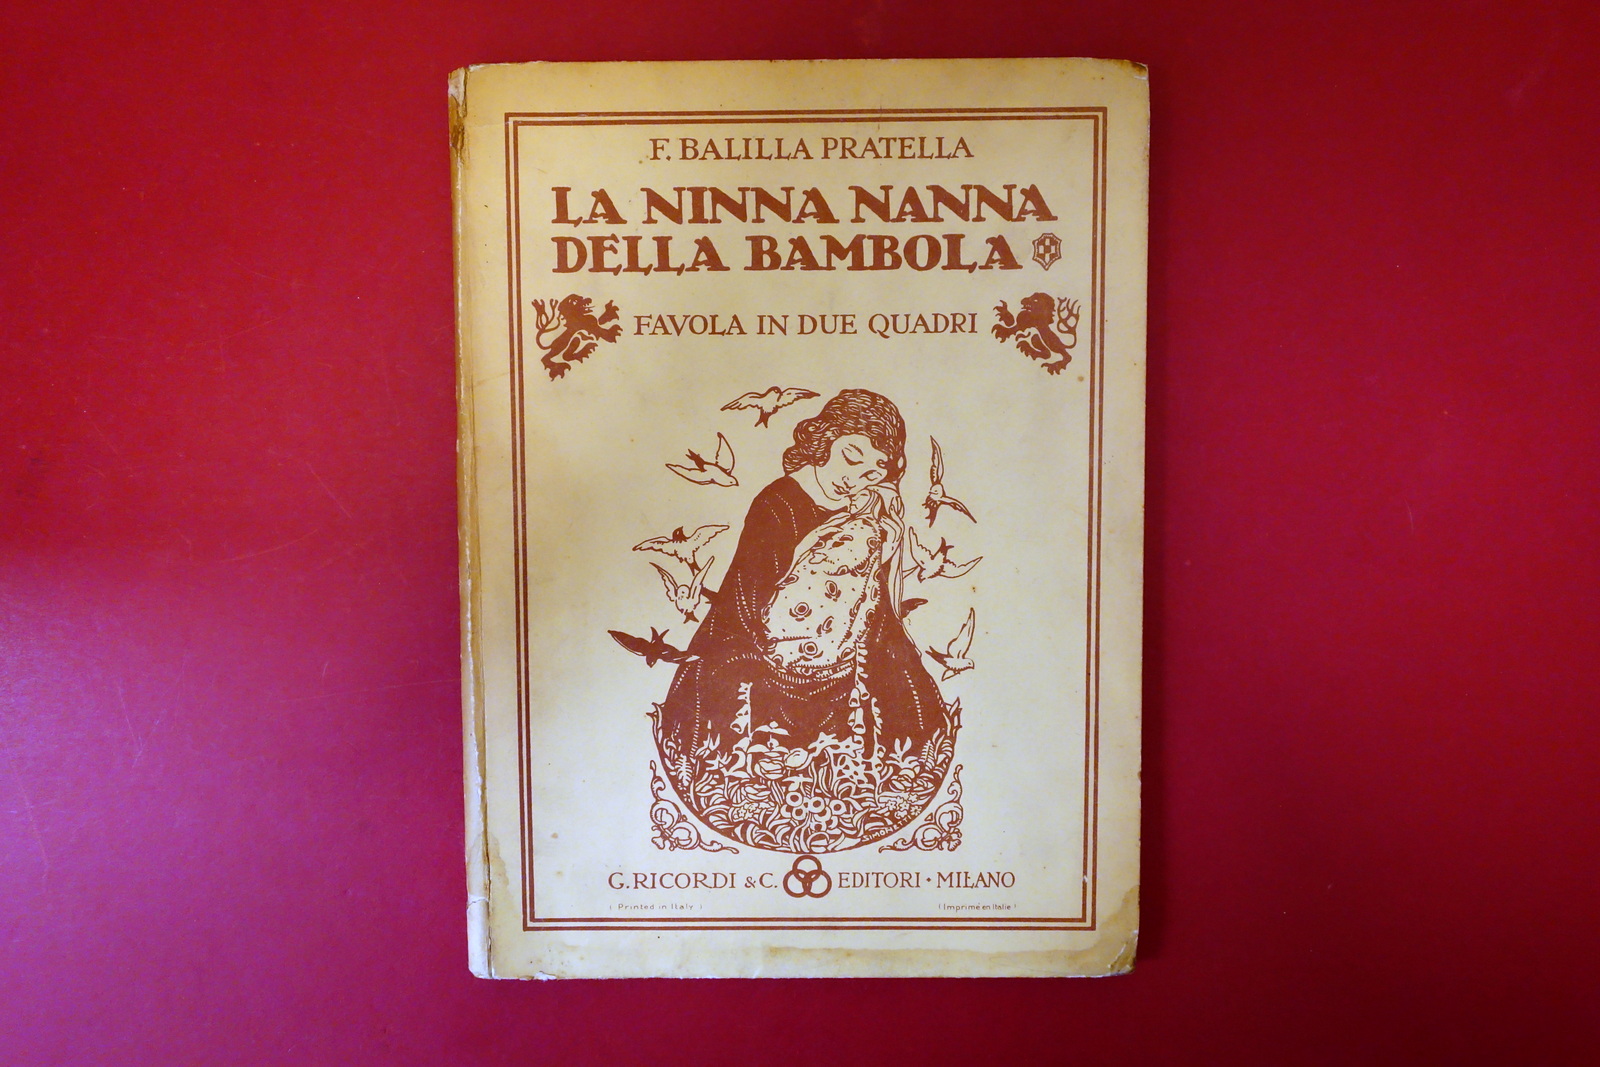 F. BALILLA PRATELLA
LA NINNA NANNA
DELLA BAMBOLA
FAVOLA IN DUE QUADRI
SIMONETTI
G. RICORDI & C. EDITORI · MILANO
( Printed in Italy )
( Imprimé en Italie )